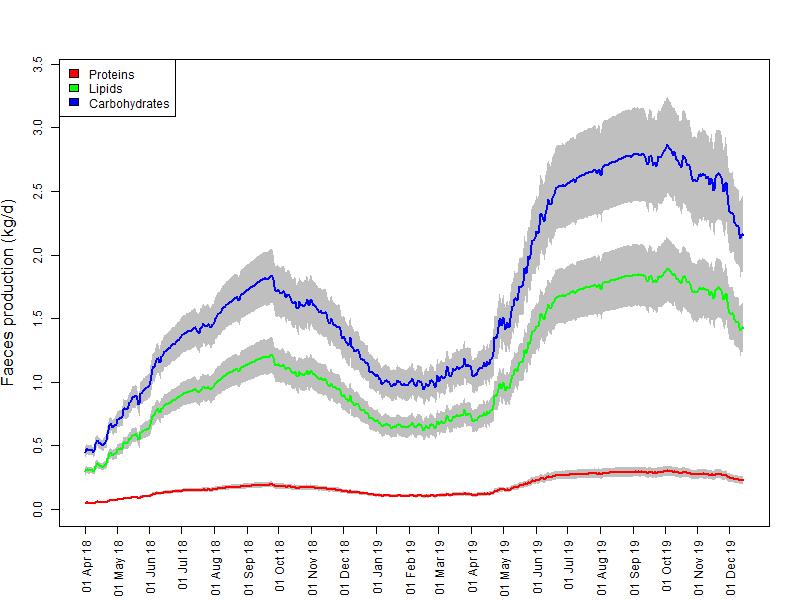 Proteins
Lipids
Carbohydrates
Faeces production (kg/d)
3.5
3.0
2.5
2.0
1.5
1.0
0.5
0.0
01 Apr 18
01 May 18
01 Jun 18
01 Jul 18
01 Aug 18
01 Sep 18
01 Oct 18
01 Nov 18
01 Dec 18
01 Jan 19
01 Feb 19
01 Mar 19
01 Apr 19
01 May 19
01 Jun 19
01 Jul 19
01 Aug 19
01 Sep 19
01 Oct 19
01 Nov 19
01 Dec 19